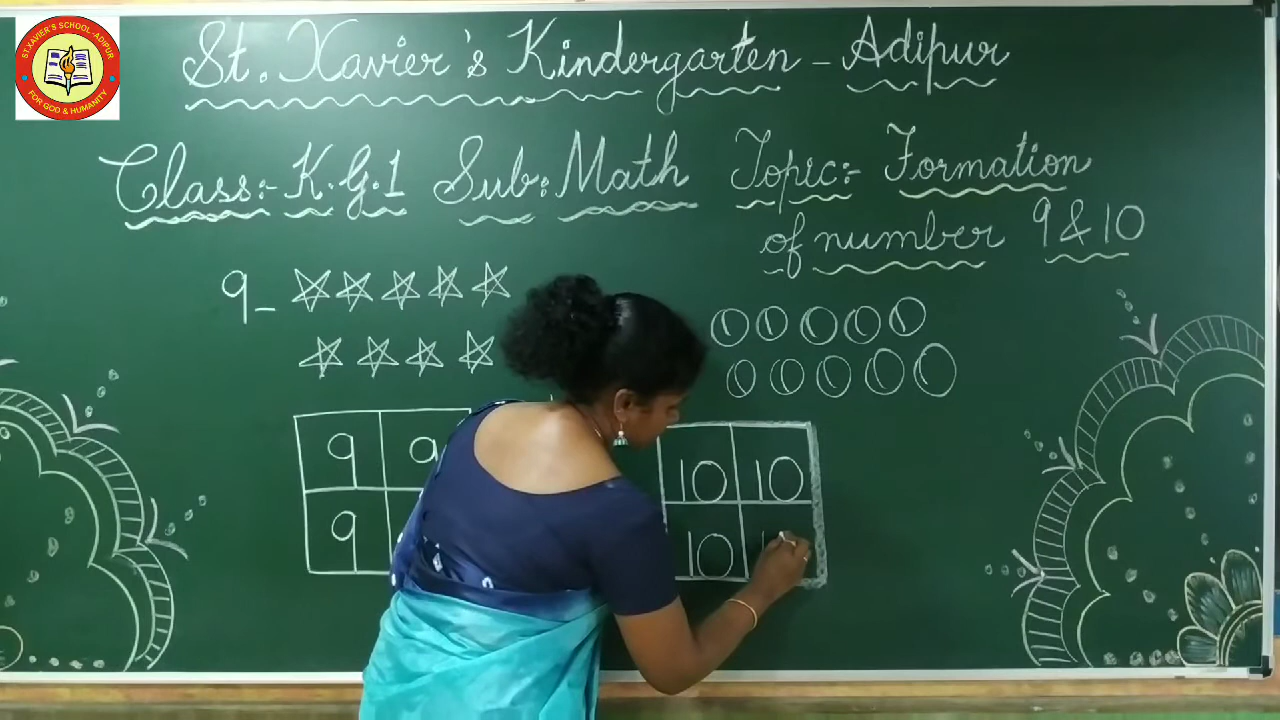 ST.XAVIER'S SCHOOL-ADIPUR
FOR GOD & HUMANITY
St. Xavier's Kindergarten - Adipur
Class:- K.G.1 Sub: Math Topic:- Formation
of number 9 & 10
9-
9 9
9
10 10
10 1